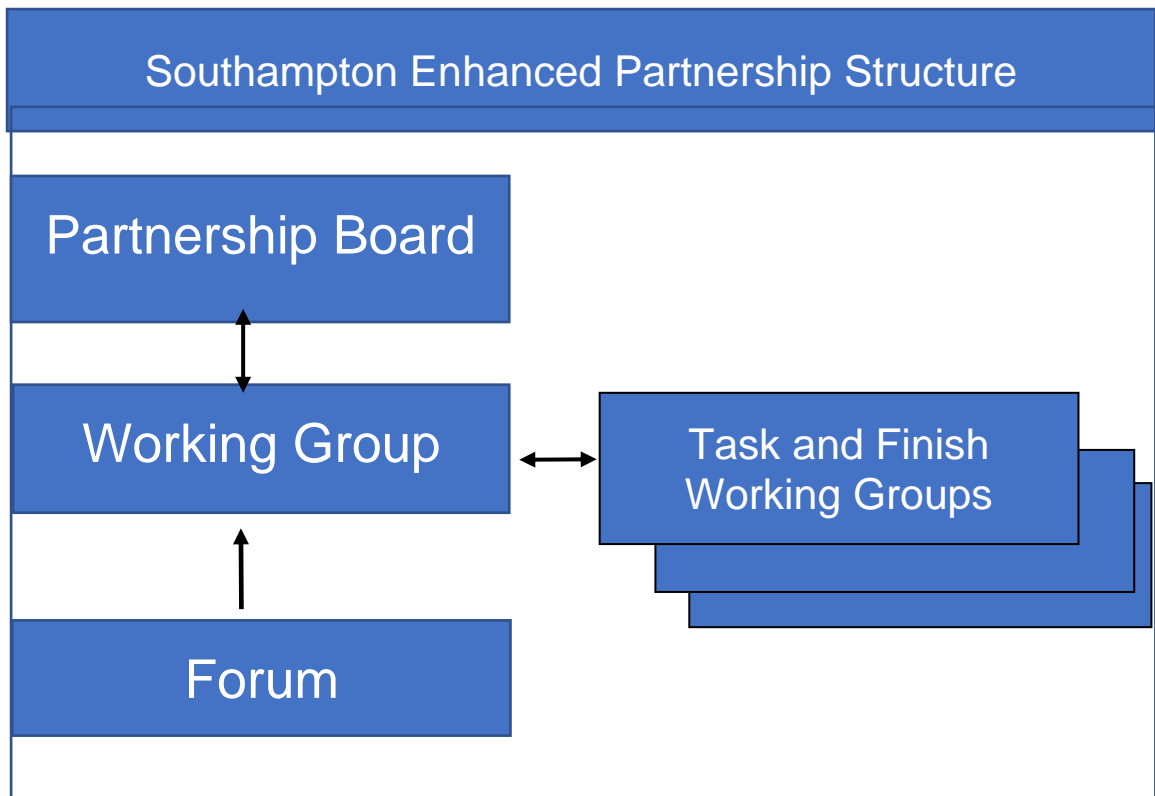 Southampton Enhanced Partnership Structure
Partnership Board
Working Group
Task and Finish
Working Groups
Forum